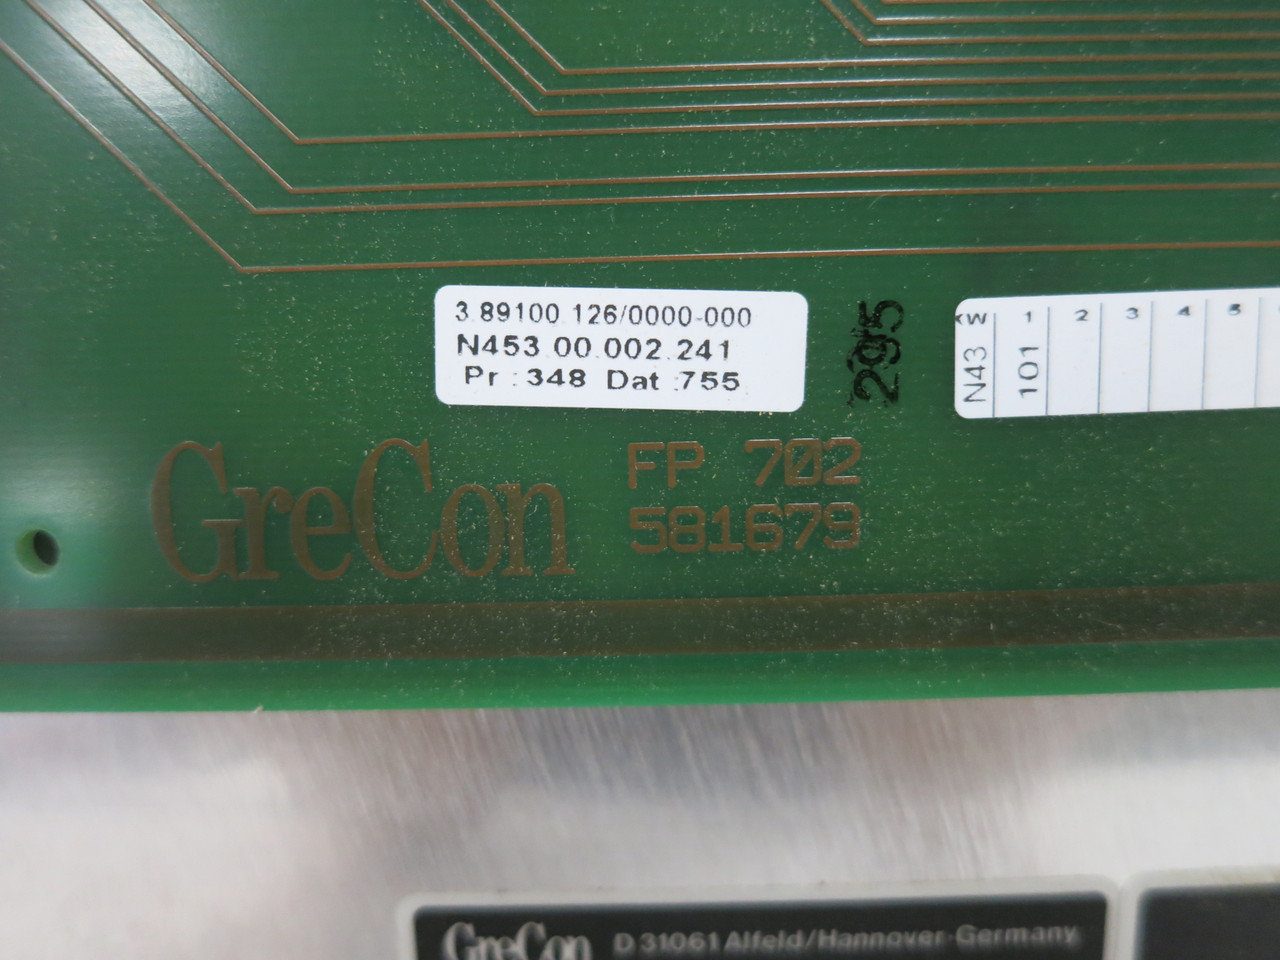 3.89100.126/0000-000
N453.00.002.241
Pr.:348 Dat.:755
295
KW 1 2 3 4 5
N43 101
GreCon
FP 702
581679
GreCon D 31061 Alfeld/Hannover-Germany